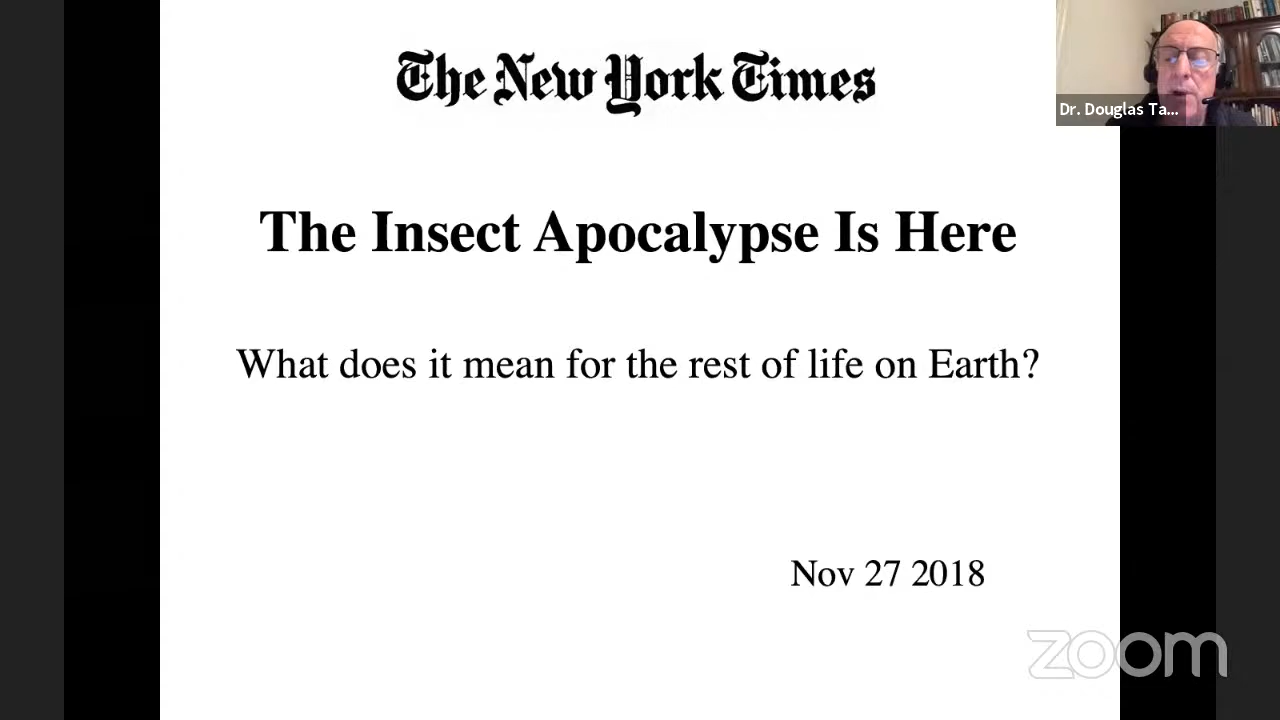 The New York Times
Dr. Douglas Ta...
The Insect Apocalypse Is Here
What does it mean for the rest of life on Earth?
Nov 27 2018
zoom